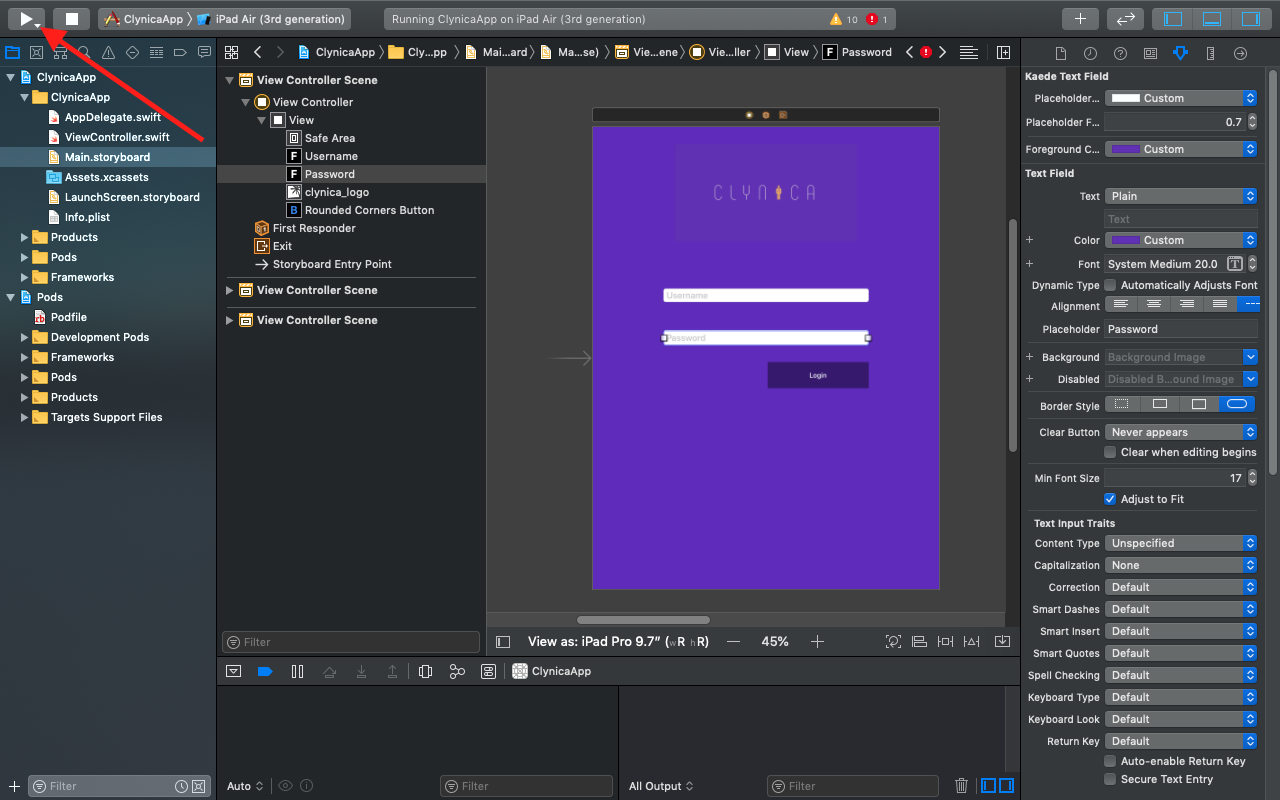 ClynicaApp
iPad Air (3rd generation)
Running ClynicaApp on iPad Air (3rd generation)
10
1
ClynicaApp
Cly...pp
Mai...ard
Ma...se)
Vie...ene
Vie...ller
View
F Password
ClynicaApp
ClynicaApp
AppDelegate.swift
ViewController.swift
Main.storyboard
Assets.xcassets
LaunchScreen.storyboard
Info.plist
Products
Pods
Frameworks
Pods
rb Podfile
Development Pods
Frameworks
Pods
Products
Targets Support Files
Filter
View Controller Scene
View Controller
View
Safe Area
F Username
F Password
clynica_logo
B Rounded Corners Button
First Responder
Exit
Storyboard Entry Point
View Controller Scene
View Controller Scene
Filter
CLYNICA
Username
Password
Login
View as: iPad Pro 9.7" (wR hR)
45%
ClynicaApp
Auto
Filter
All Output
Filter
Kaede Text Field
Placeholder... Custom
Placeholder F... 0.7
Foreground C... Custom
Text Field
Text Plain
Text
Color Custom
Font System Medium 20.0 T
Dynamic Type Automatically Adjusts Font
Alignment
Placeholder Password
Background Background Image
Disabled Disabled B...ound Image
Border Style
Clear Button Never appears
Clear when editing begins
Min Font Size 17
Adjust to Fit
Text Input Traits
Content Type Unspecified
Capitalization None
Correction Default
Smart Dashes Default
Smart Insert Default
Smart Quotes Default
Spell Checking Default
Keyboard Type Default
Keyboard Look Default
Return Key Default
Auto-enable Return Key
Secure Text Entry